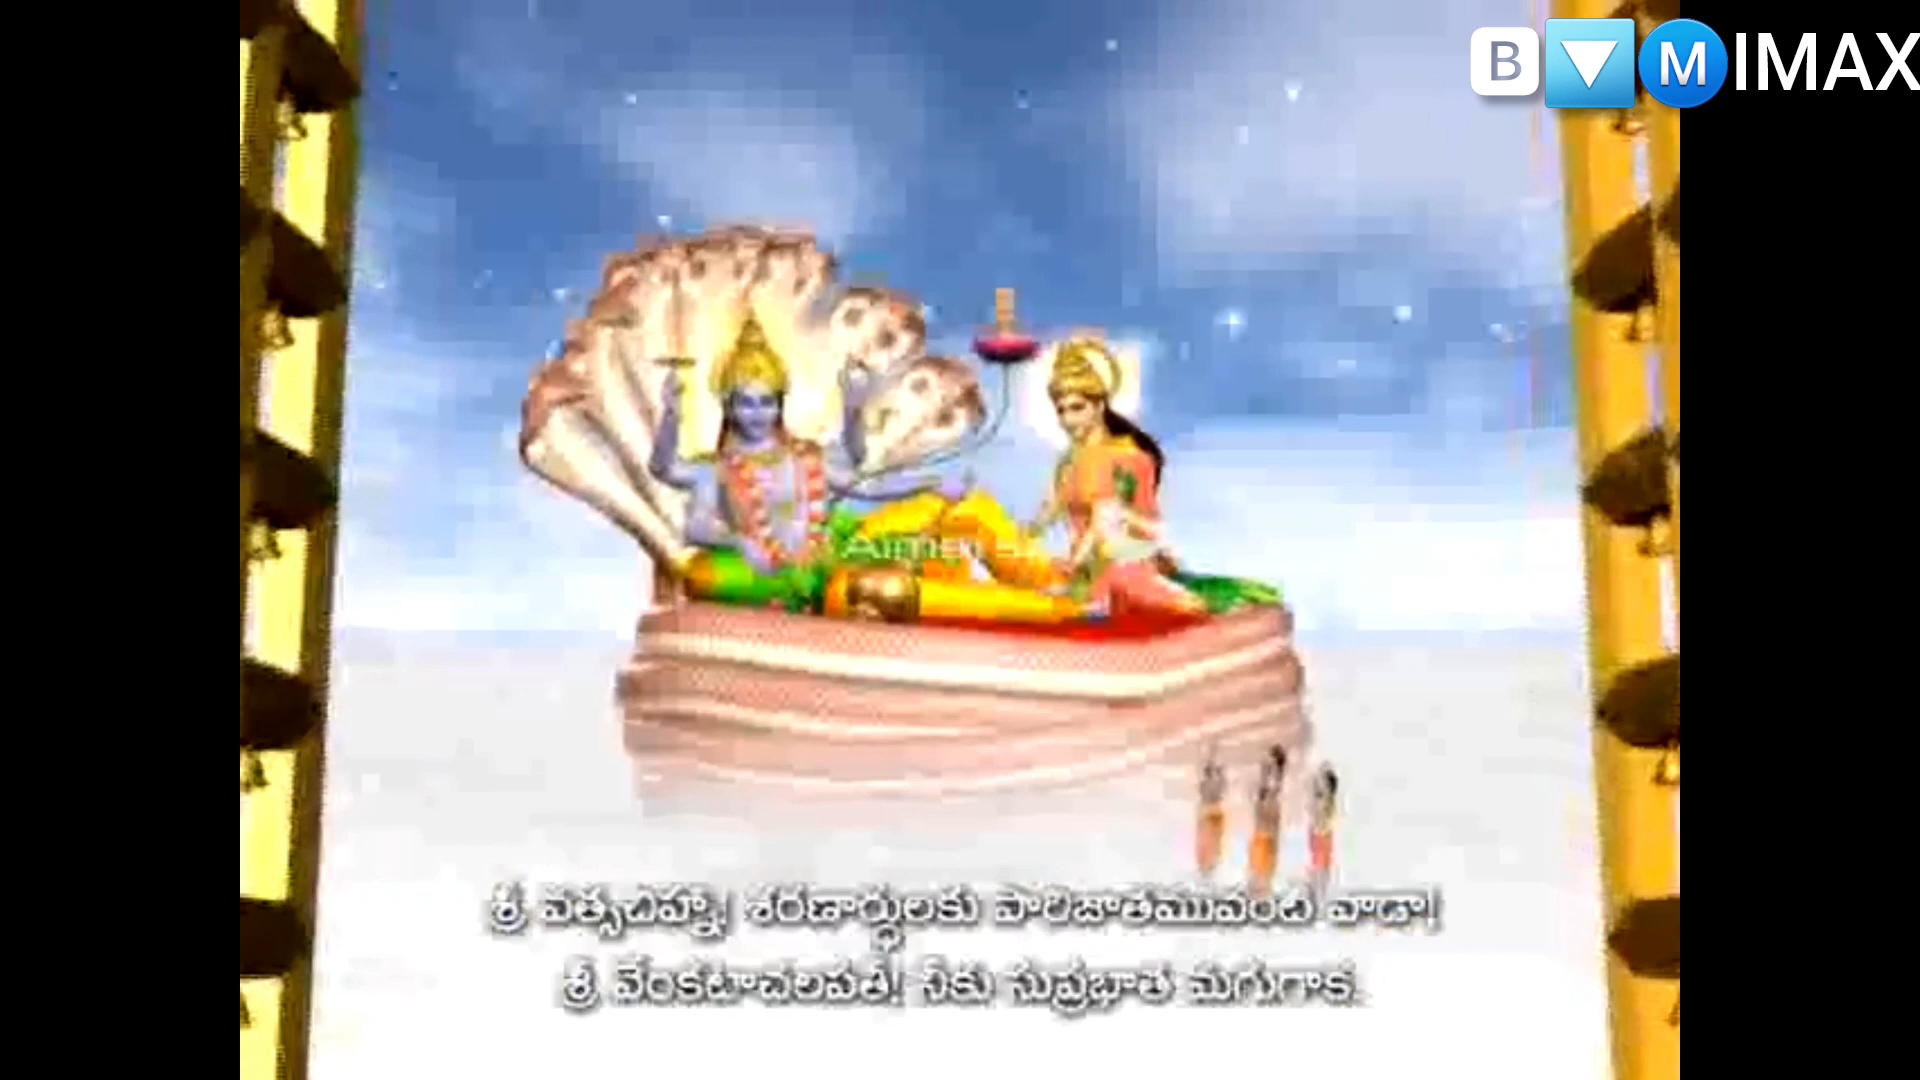 B🔽Ⓜ️IMAX
శ్రీ వత్సచిహ్న! శరణార్థులకు పారిజాతమువంటి వాడా!
శ్రీ వేంకటాచలపతీ! నీకు సుప్రభాత మగుగాక.